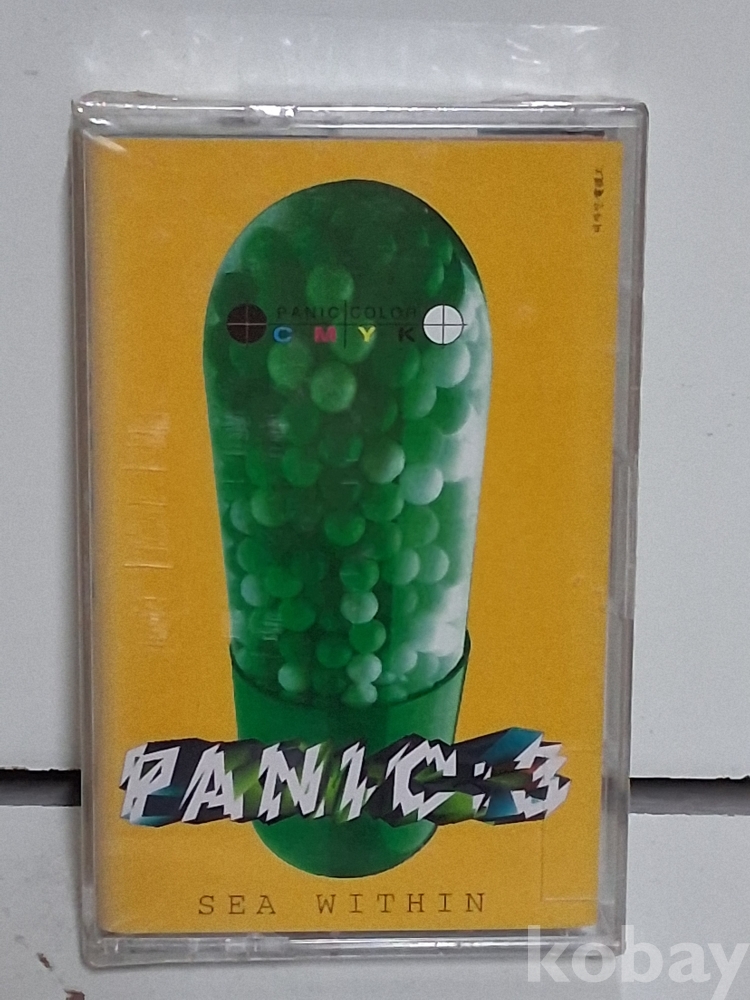 PANIC COLOR
C M Y K
PANIC:3
SEA WITHIN
kobay